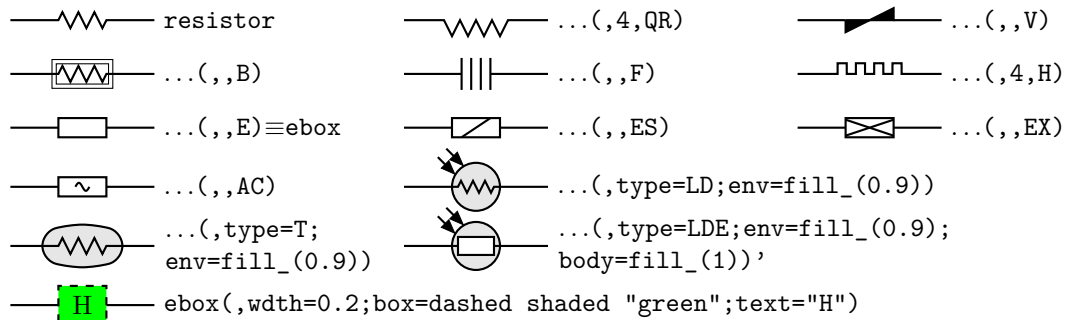 resistor
...(,4,QR)
...(,,V)
...(,,B)
...(,,F)
...(,4,H)
...(,,E)≡ebox
...(,,ES)
...(,,EX)
...(,,AC)
...(,type=LD;env=fill_(0.9))
...(,type=T;
env=fill_(0.9))
...(,type=LDE;env=fill_(0.9);
body=fill_(1))’
H
ebox(,wdth=0.2;box=dashed shaded "green";text="H")